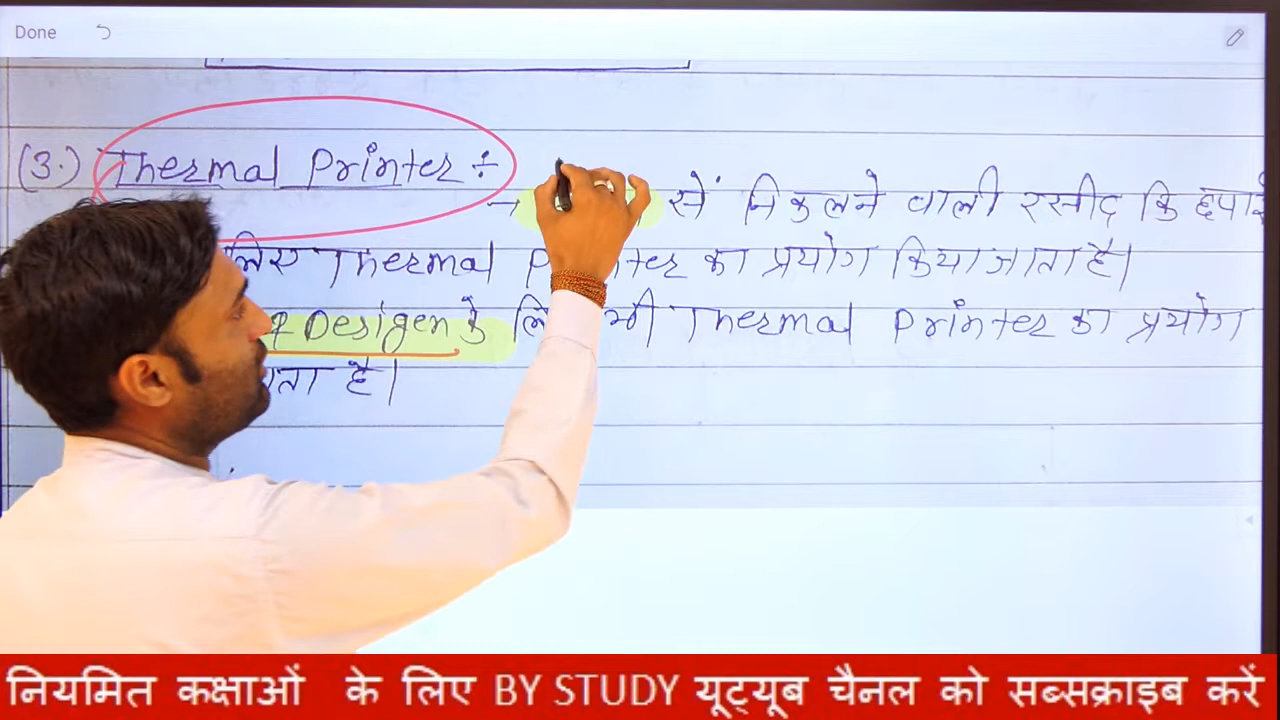 Done
(3.) Thermal Printer ÷
→ सें निकलने वाली रसीद कि छपाई
लिए Thermal Printer का प्रयोग किया जाता है।
Desigen के लिए भी Thermal Printer का प्रयोग
है।
नियमित कक्षाओं के लिए BY STUDY यूट्यूब चैनल को सब्सक्राइब करें